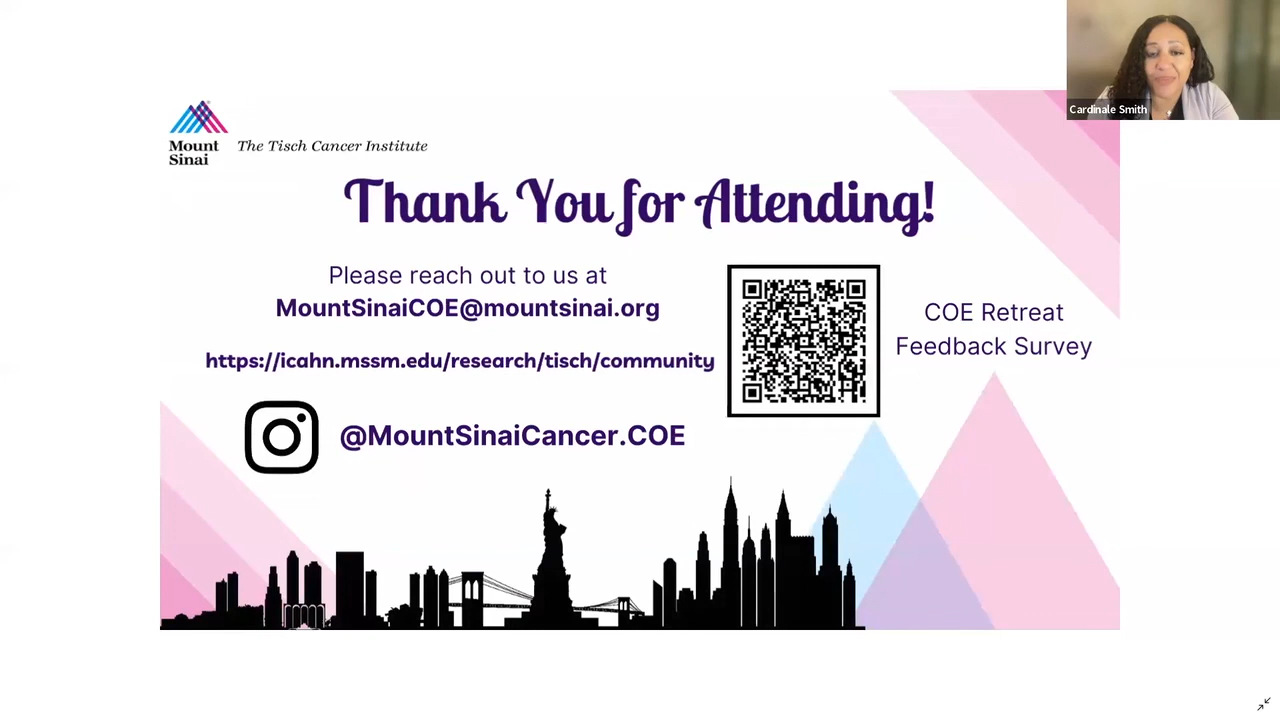 Cardinale Smith
Mount
Sinai
The Tisch Cancer Institute
Thank You for Attending!
Please reach out to us at
MountSinaiCOE@mountsinai.org
https://icahn.mssm.edu/research/tisch/community
@MountSinaiCancer.COE
COE Retreat
Feedback Survey